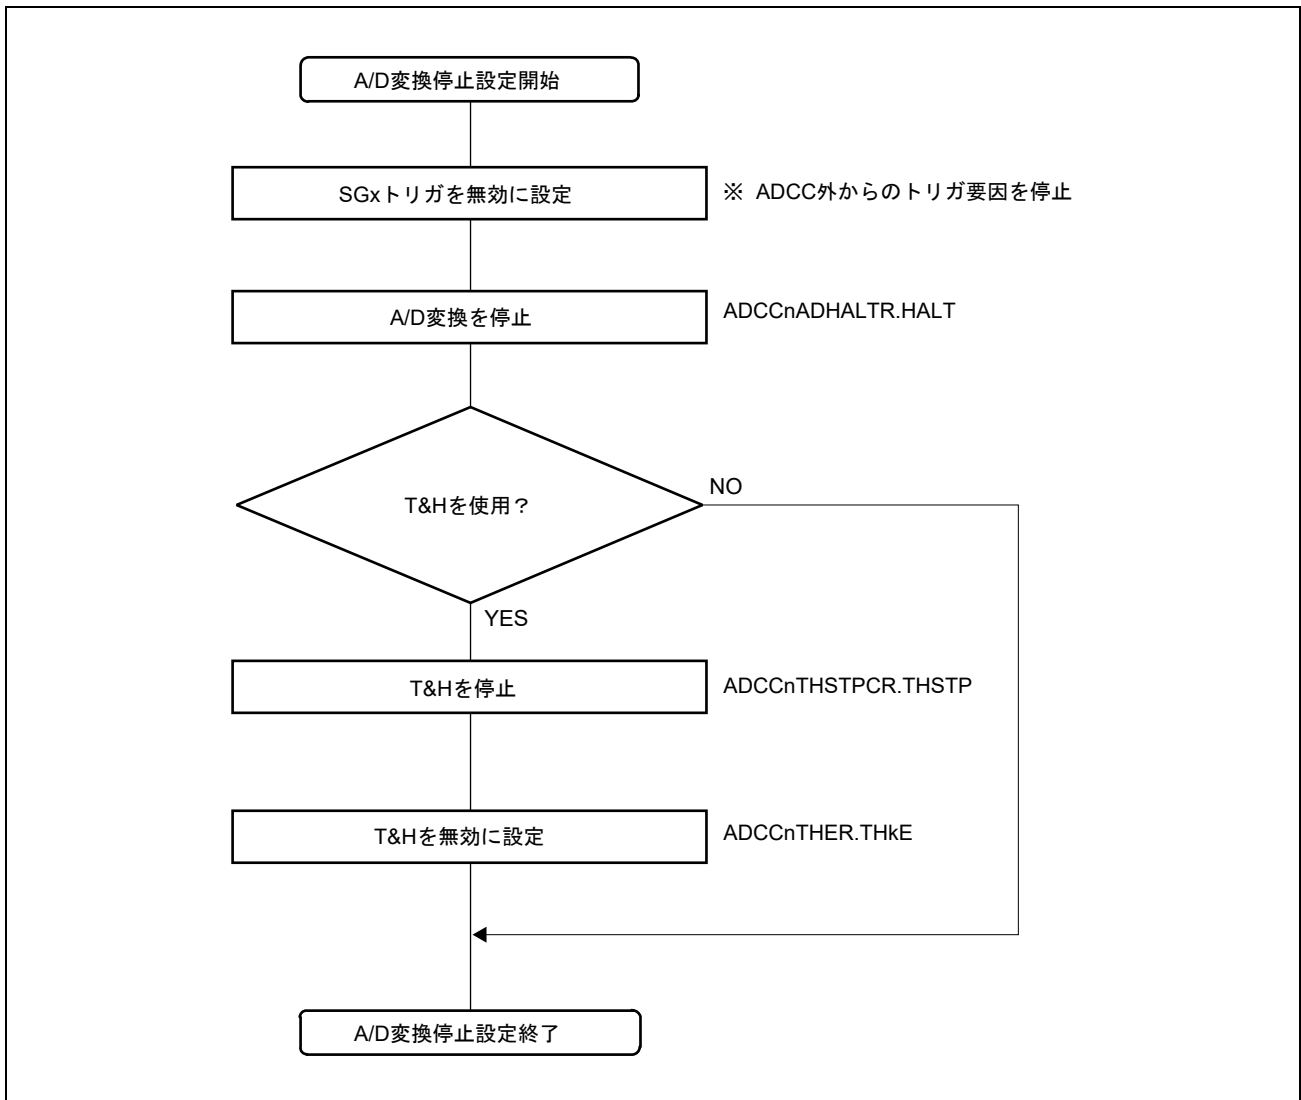 A/D変換停止設定開始
SGxトリガを無効に設定
※ ADCC外からのトリガ要因を停止
A/D変換を停止
ADCCnADHALTR.HALT
T&Hを使用？
NO
YES
T&Hを停止
ADCCnTHSTPCR.THSTP
T&Hを無効に設定
ADCCnTHER.THkE
A/D変換停止設定終了